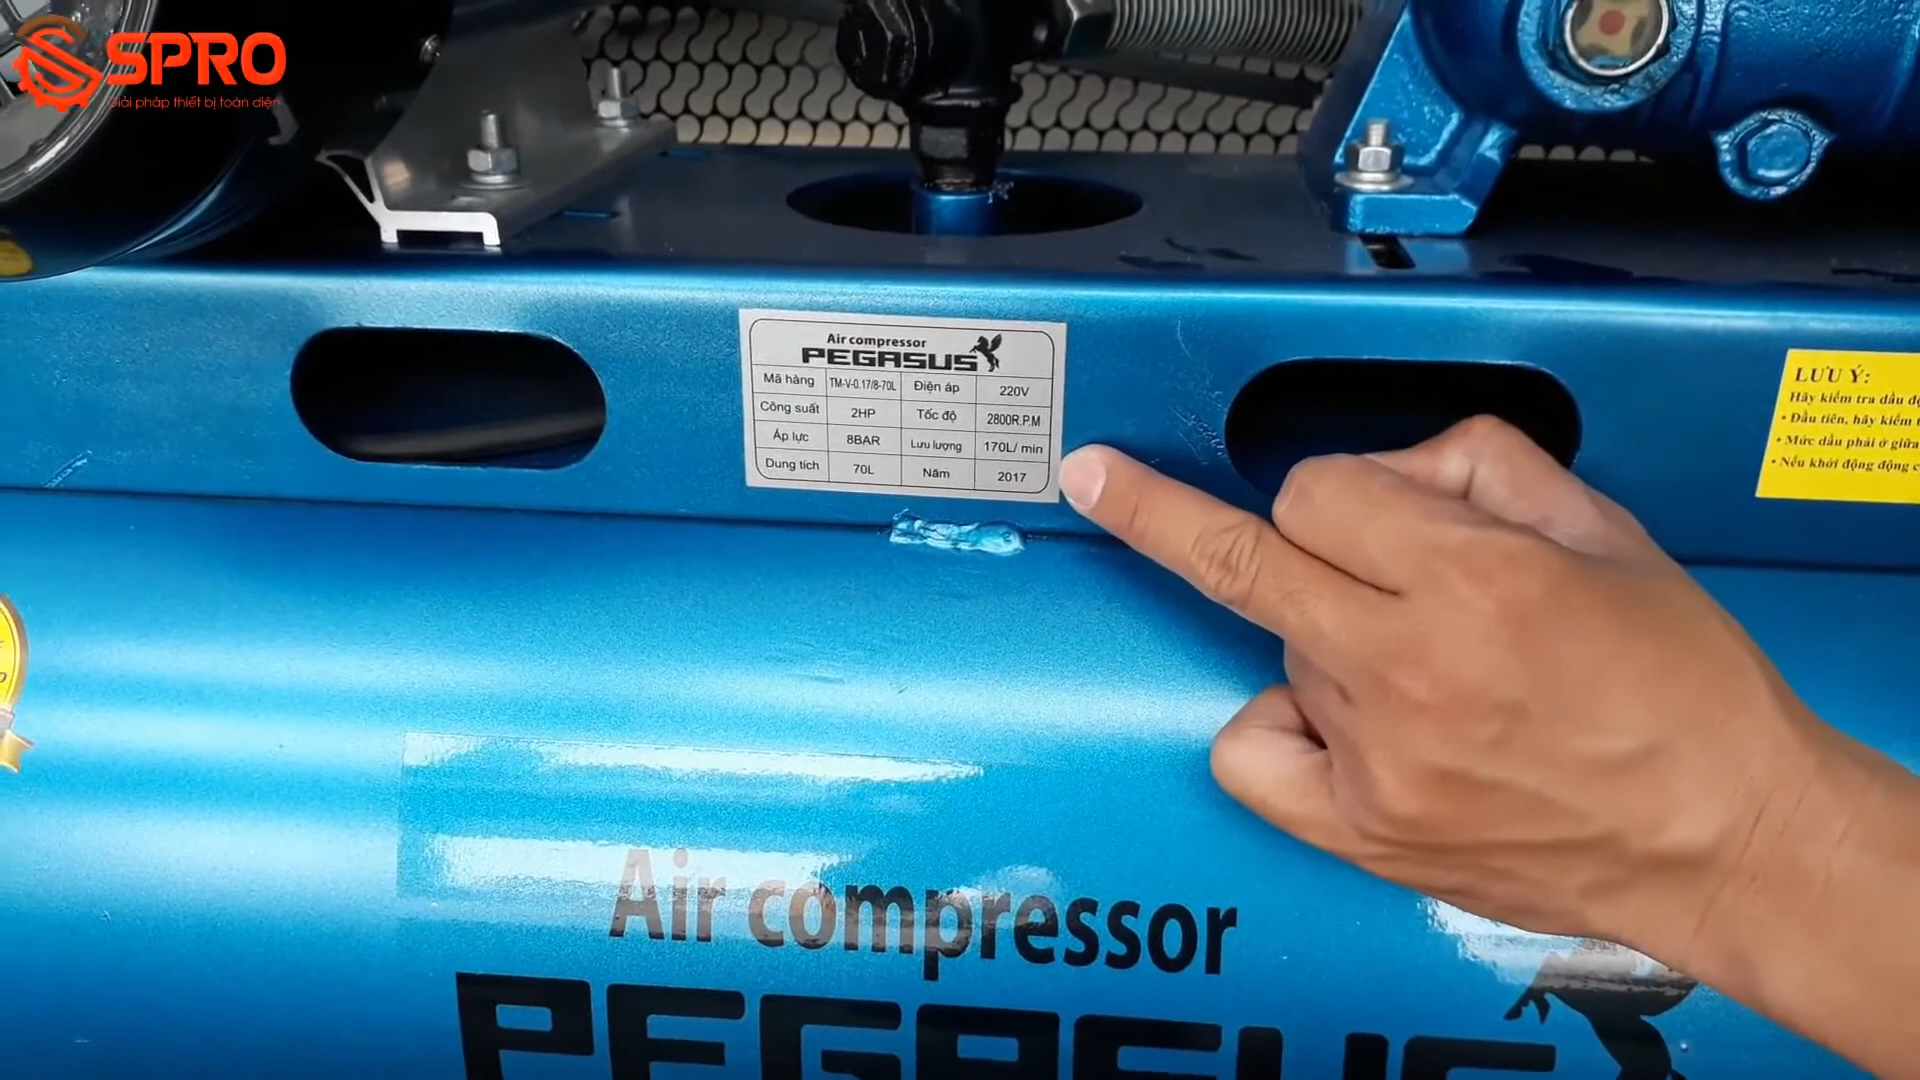 SPRO
Giải pháp thiết bị toàn diện
Air compressor
PEGASUS
Mã hàng TM-V-0.17/8-70L Điện áp 220V
Công suất 2HP Tốc độ 2800R.P.M
Áp lực 8BAR Lưu lượng 170L/ min
Dung tích 70L Năm 2017
LƯU Ý:
Hãy kiểm tra dầu
• Đầu tiên, hãy kiểm
• Mức dầu phải ở giữa
• Nếu khởi động động
Air compressor
PEGASUS